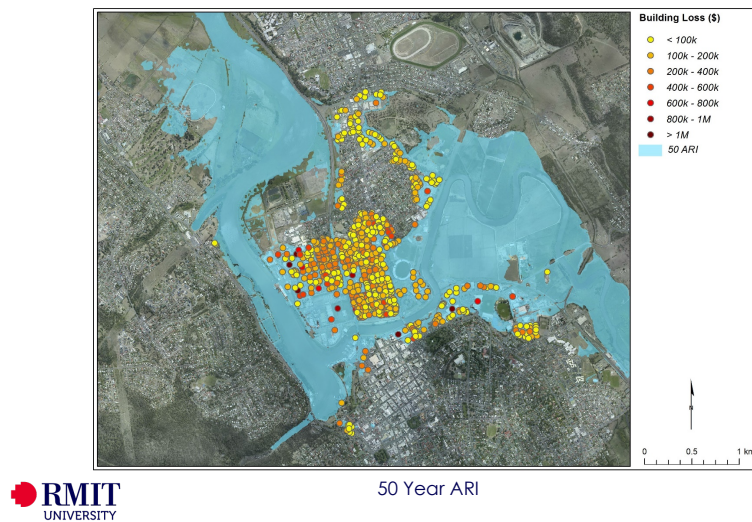 Building Loss ($)
< 100k
100k - 200k
200k - 400k
400k - 600k
600k - 800k
800k - 1M
> 1M
50 ARI
N
0 0.5 1 km
RMIT
UNIVERSITY
50 Year ARI